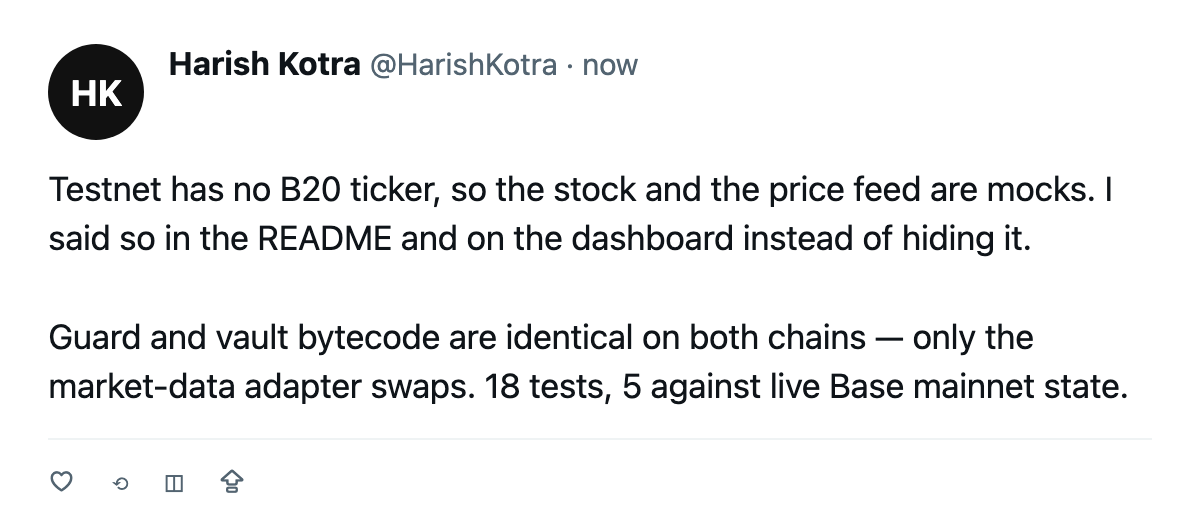 HK
Harish Kotra @HarishKotra · now
Testnet has no B20 ticker, so the stock and the price feed are mocks. I
said so in the README and on the dashboard instead of hiding it.
Guard and vault bytecode are identical on both chains — only the
market-data adapter swaps. 18 tests, 5 against live Base mainnet state.